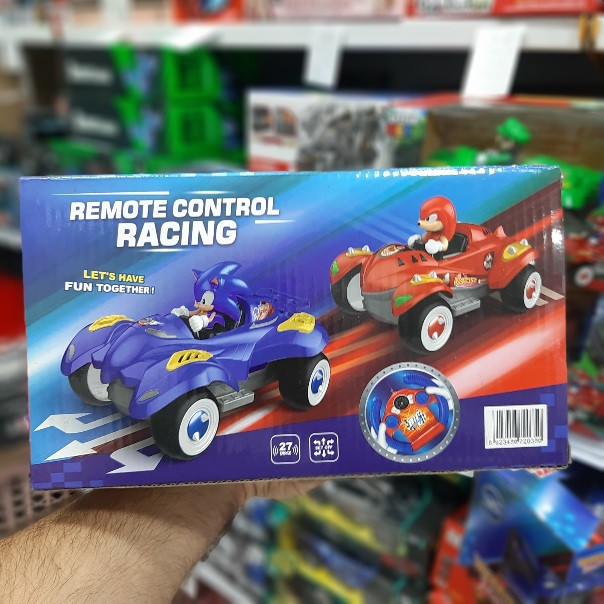 REMOTE CONTROL
RACING
LET'S HAVE
FUN TOGETHER!
27